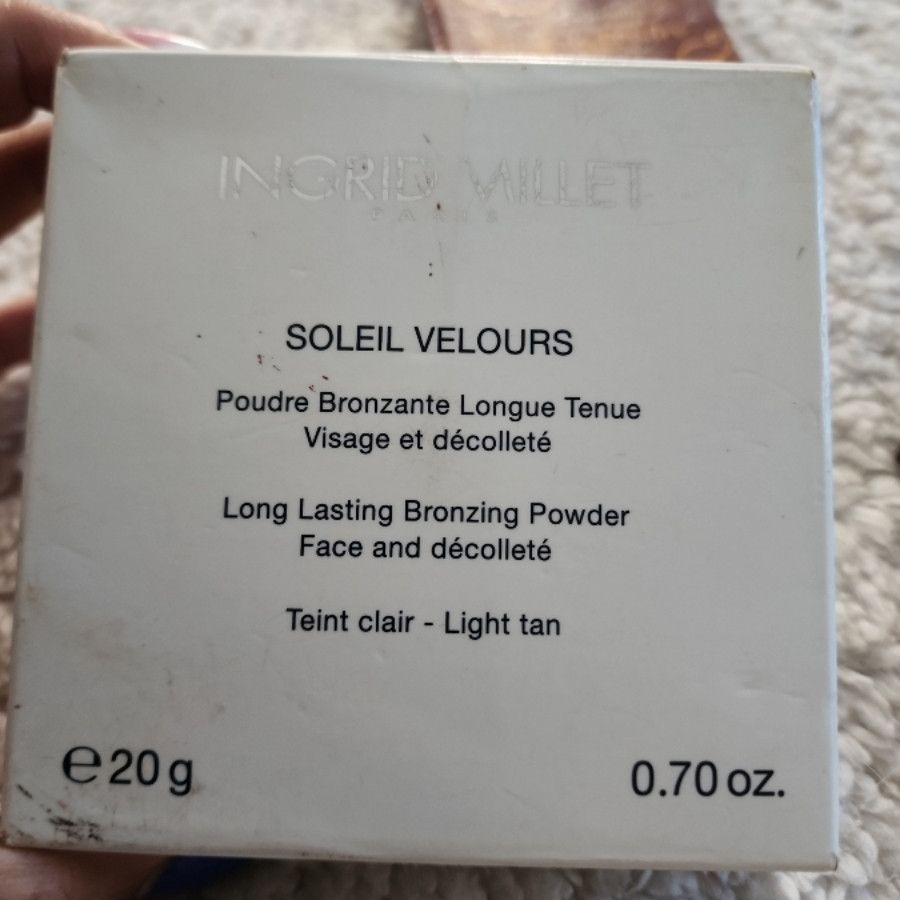 INGRID MILLET
PARIS
SOLEIL VELOURS
Poudre Bronzante Longue Tenue
Visage et décolleté
Long Lasting Bronzing Powder
Face and décolleté
Teint clair - Light tan
℮20 g
0.70 oz.